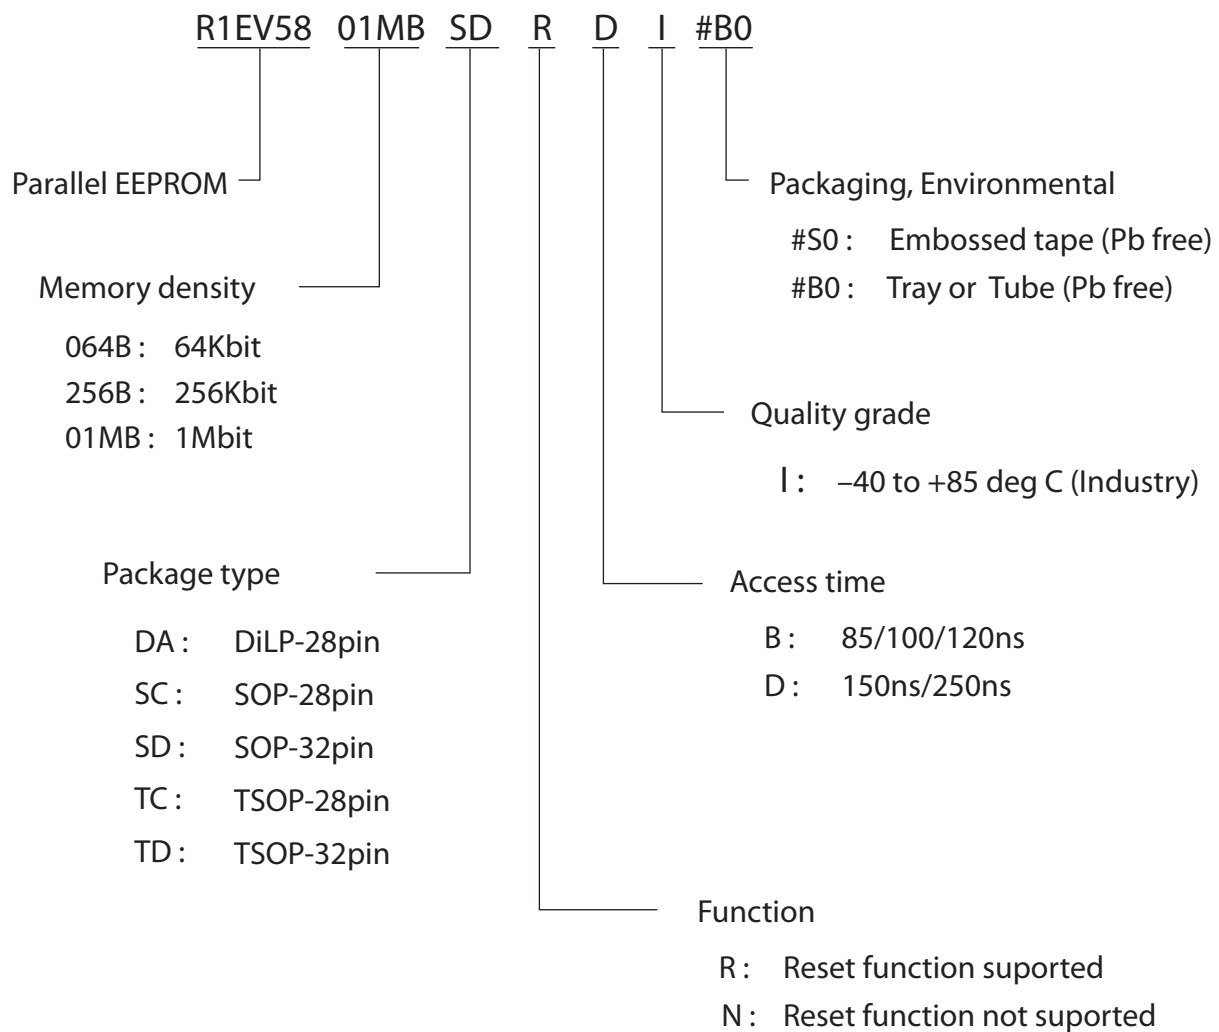 R1EV58 01MB SD R D I #B0
Parallel EEPROM
Packaging, Environmental
#S0 : Embossed tape (Pb free)
#B0 : Tray or Tube (Pb free)
Memory density
064B : 64Kbit
256B : 256Kbit
01MB : 1Mbit
Quality grade
I : –40 to +85 deg C (Industry)
Package type
DA : DiLP-28pin
SC : SOP-28pin
SD : SOP-32pin
TC : TSOP-28pin
TD : TSOP-32pin
Access time
B : 85/100/120ns
D : 150ns/250ns
Function
R : Reset function suported
N : Reset function not suported